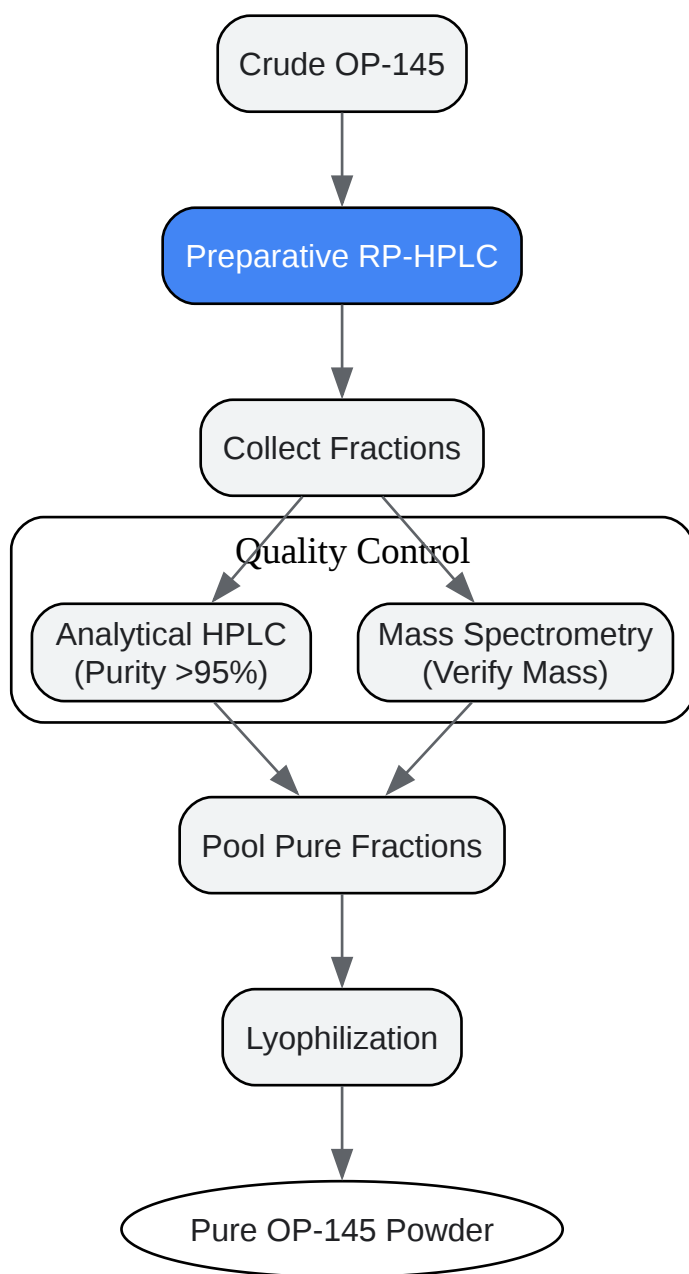 Crude OP-145
Preparative RP-HPLC
Collect Fractions
Quality Control
Analytical HPLC
(Purity >95%)
Mass Spectrometry
(Verify Mass)
Pool Pure Fractions
Lyophilization
Pure OP-145 Powder